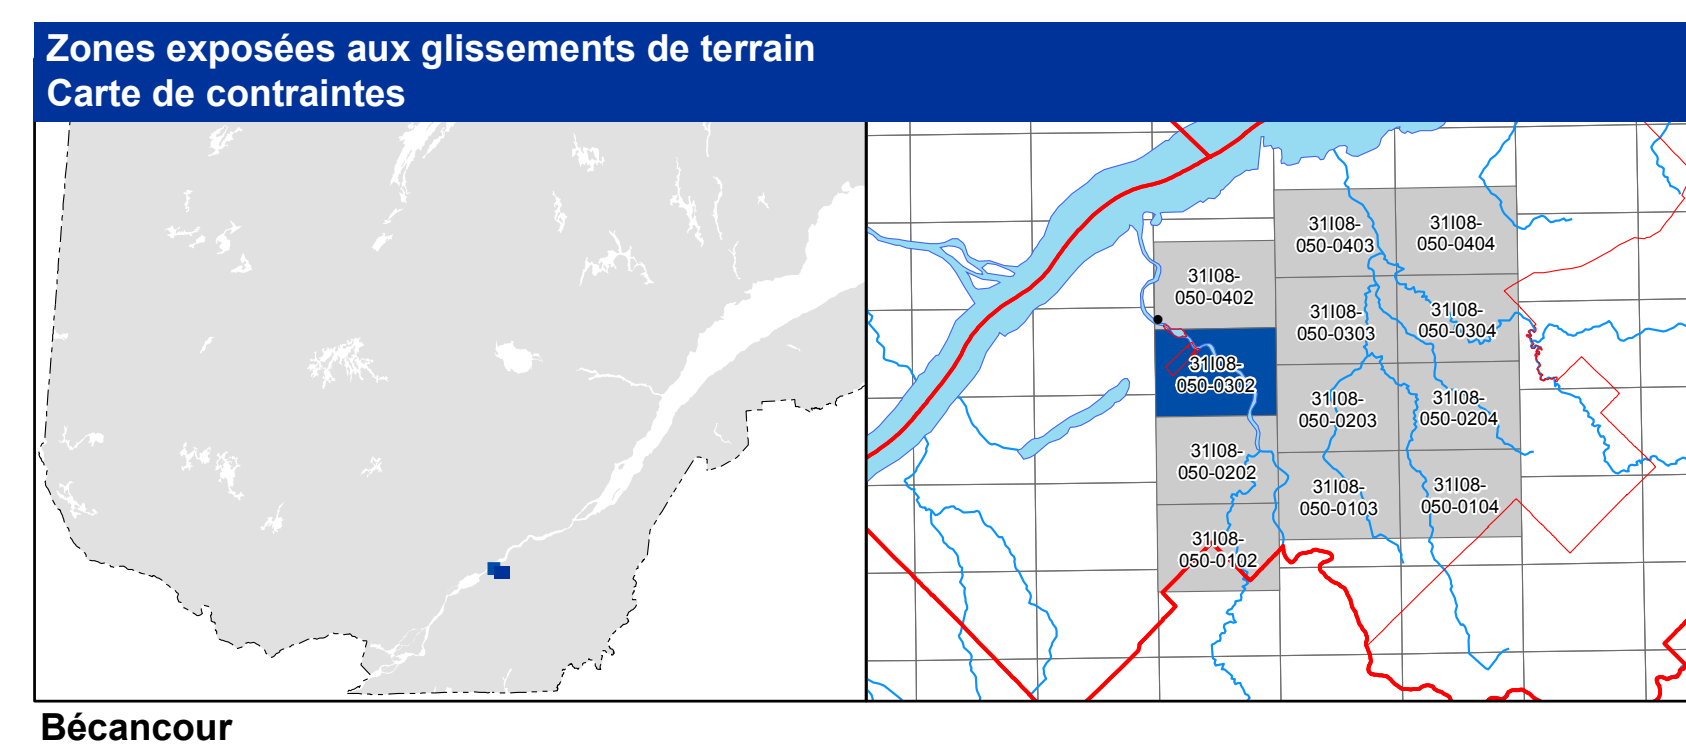 Zones exposées aux glissements de terrain
Carte de contraintes
31I08-
050-0403
31I08-
050-0404
31I08-
050-0402
31I08-
050-0303
31I08-
050-0304
31I08-
050-0302
31I08-
050-0203
31I08-
050-0204
31I08-
050-0202
31I08-
050-0103
31I08-
050-0104
31I08-
050-0102
Bécancour